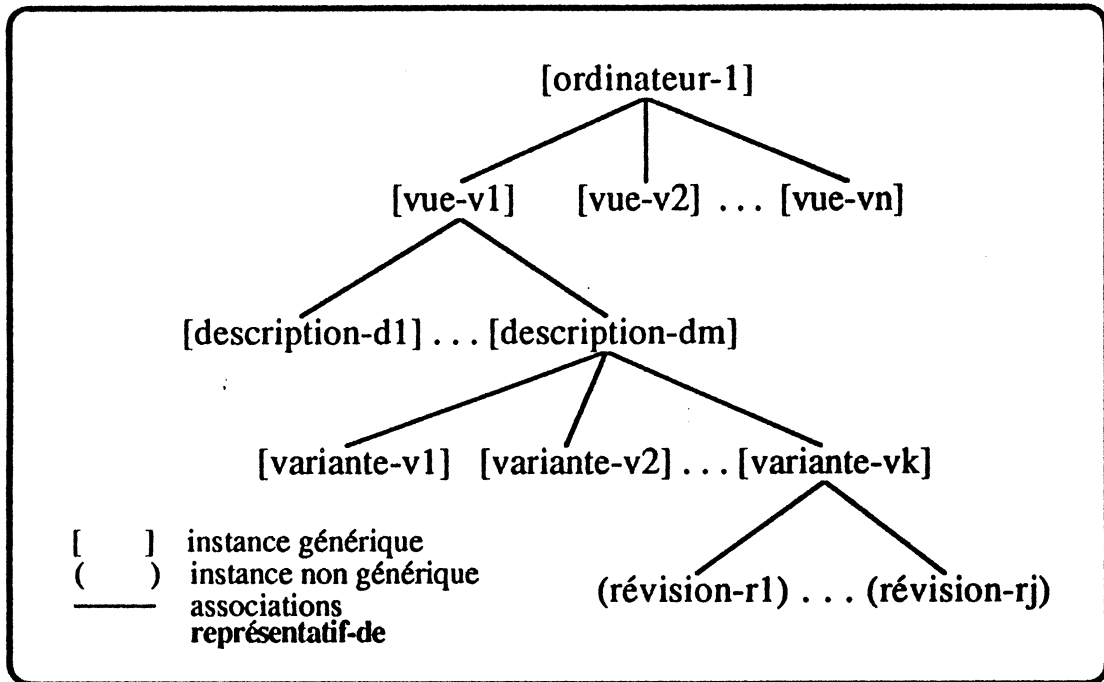 [ordinateur-1]
[vue-v1] [vue-v2] ... [vue-vn]
[description-d1] ... [description-dm]
[variante-v1] [variante-v2] ... [variante-vk]
(révision-r1) ... (révision-rj)
[ ] instance générique
( ) instance non générique
associations
représentatif-de